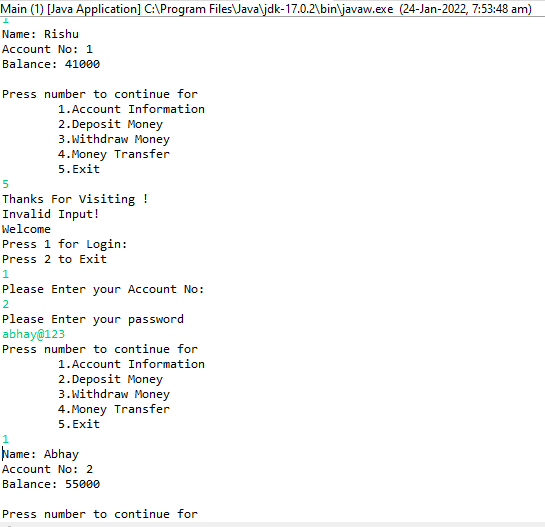 Main (1) [Java Application] C:\Program Files\Java\jdk-17.0.2\bin\javaw.exe (24-Jan-2022, 7:53:48 am)
1
Name: Rishu
Account No: 1
Balance: 41000
Press number to continue for
1.Account Information
2.Deposit Money
3.Withdraw Money
4.Money Transfer
5.Exit
5
Thanks For Visiting !
Invalid Input!
Welcome
Press 1 for Login:
Press 2 to Exit
1
Please Enter your Account No:
2
Please Enter your password
abhay@123
Press number to continue for
1.Account Information
2.Deposit Money
3.Withdraw Money
4.Money Transfer
5.Exit
1
Name: Abhay
Account No: 2
Balance: 55000
Press number to continue for